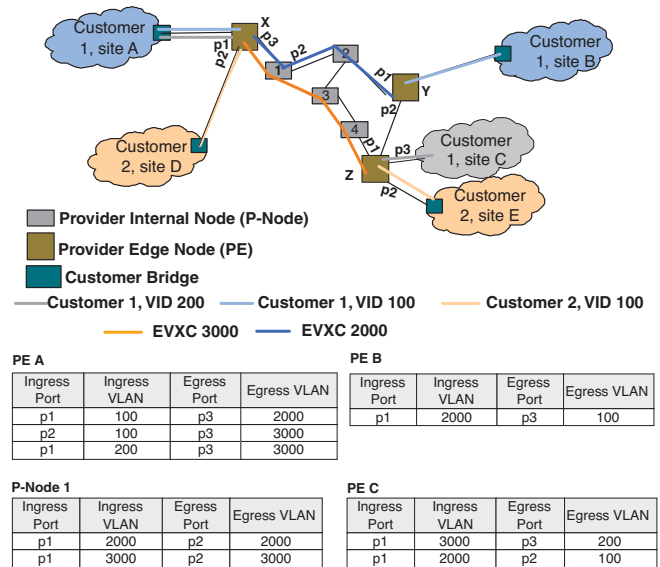 Customer
1, site A
X
p1
p2
p3
1
p2
2
p1
p2
Y
Customer
1, site B
3
4
p1
Z
p3
p2
Customer
1, site C
Customer
2, site D
Customer
2, site E
Provider Internal Node (P-Node)
Provider Edge Node (PE)
Customer Bridge
Customer 1, VID 200
Customer 1, VID 100
Customer 2, VID 100
EVXC 3000
EVXC 2000
PE A
Ingress Port Ingress VLAN Egress Port Egress VLAN
p1 100 p3 2000
p2 100 p3 3000
p1 200 p3 3000
PE B
Ingress Port Ingress VLAN Egress Port Egress VLAN
p1 2000 p3 100
P-Node 1
Ingress Port Ingress VLAN Egress Port Egress VLAN
p1 2000 p2 2000
p1 3000 p2 3000
PE C
Ingress Port Ingress VLAN Egress Port Egress VLAN
p1 3000 p3 200
p1 2000 p2 100